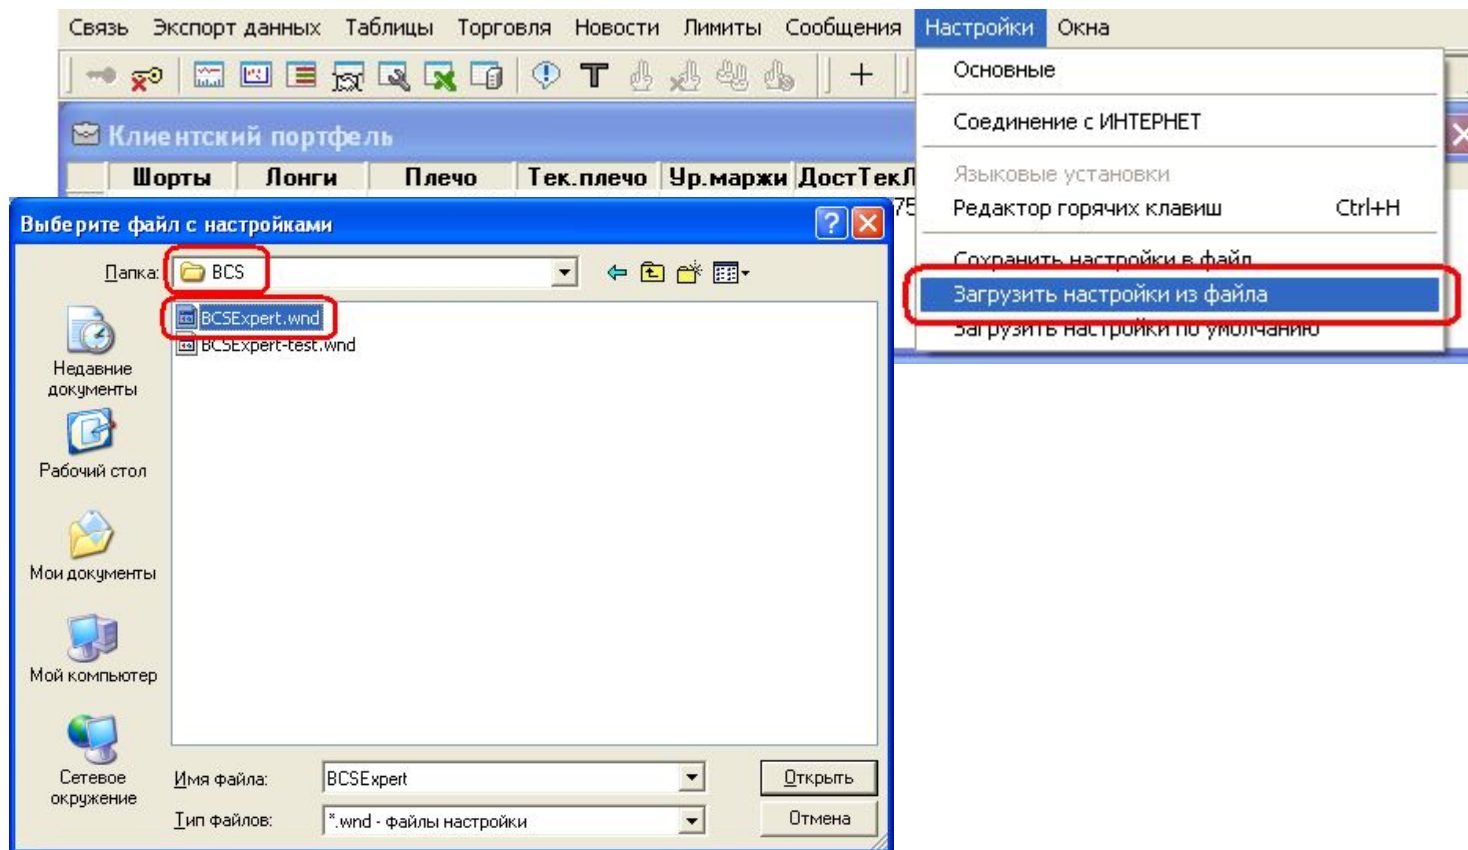 Связь Экспорт данных Таблицы Торговля Новости Лимиты Сообщения Настройки Окна
Основные
Соединение с ИНТЕРНЕТ
Языковые установки
Редактор горячих клавиш Ctrl+H
Сохранить настройки в файл
Загрузить настройки из файла
Загрузить настройки по умолчанию
Клиентский портфель
Шорты Лонги Плечо Тек.плечо Ур.маржи ДостТекЛ
75
Выберите файл с настройками
Папка: BCS
BCSExpert.wnd
BCSExpert-test.wnd
Недавние
документы
Рабочий стол
Мои документы
Мой компьютер
Сетевое
окружение
Имя файла: BCSExpert Открыть
Тип файлов: *.wnd - файлы настройки Отмена